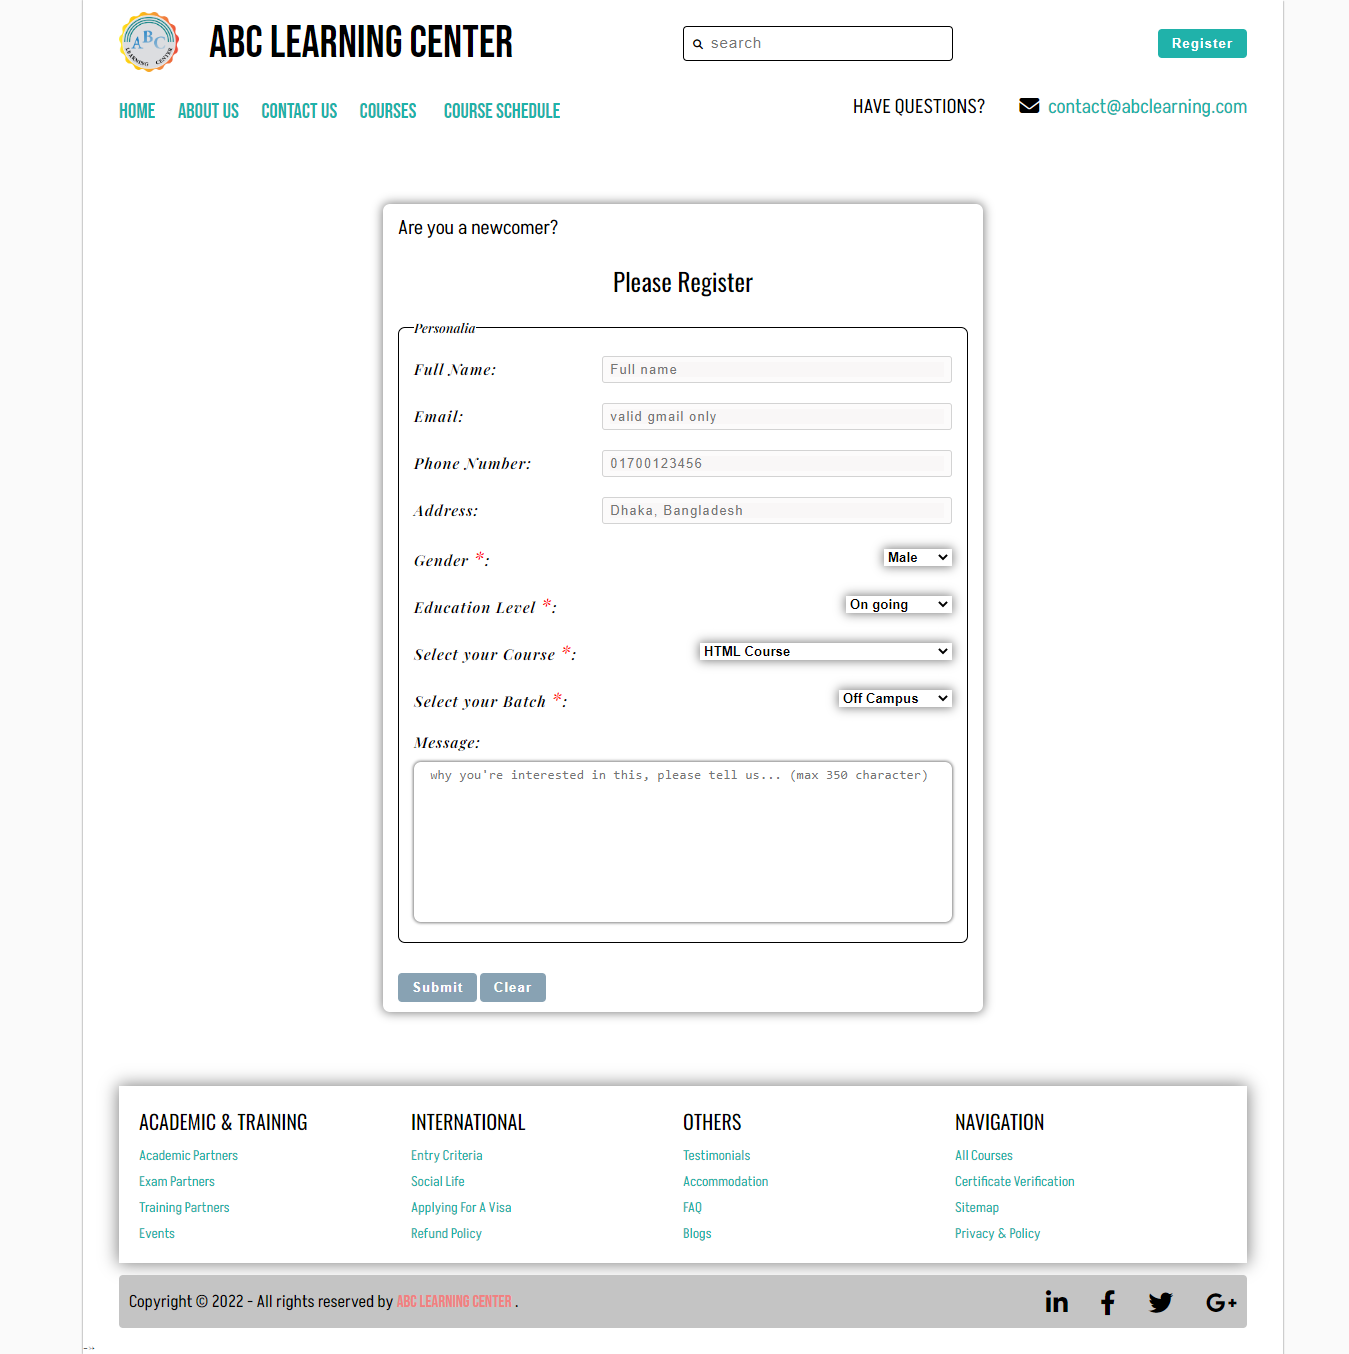 ABC LEARNING CENTER
ABC LEARNING CENTER
search
Register
HOME ABOUT US CONTACT US COURSES COURSE SCHEDULE
HAVE QUESTIONS? contact@abclearning.com
Are you a newcomer?
Please Register
Personalia
Full Name: Full name
Email: valid gmail only
Phone Number: 01700123456
Address: Dhaka, Bangladesh
Gender *: Male
Education Level *: On going
Select your Course *: HTML Course
Select your Batch *: Off Campus
Message:
why you're interested in this, please tell us... (max 350 character)
Submit Clear
ACADEMIC & TRAINING
Academic Partners
Exam Partners
Training Partners
Events
INTERNATIONAL
Entry Criteria
Social Life
Applying For A Visa
Refund Policy
OTHERS
Testimonials
Accommodation
FAQ
Blogs
NAVIGATION
All Courses
Certificate Verification
Sitemap
Privacy & Policy
Copyright © 2022 - All rights reserved by ABC LEARNING CENTER .
in f G+